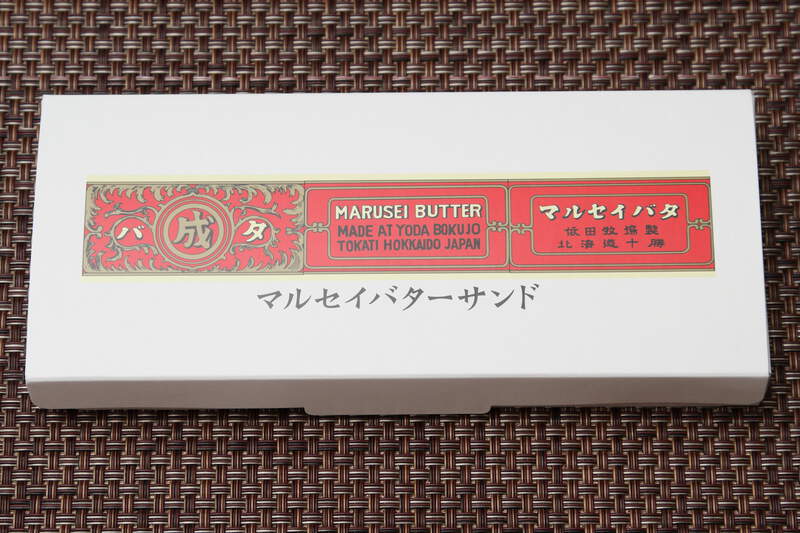 バ成タ
MARUSEI BUTTER
MADE AT YODA BOKUJO
TOKATI HOKKAIDO JAPAN
マルセイバタ
依田牧場製
北海道十勝
マルセイバターサンド